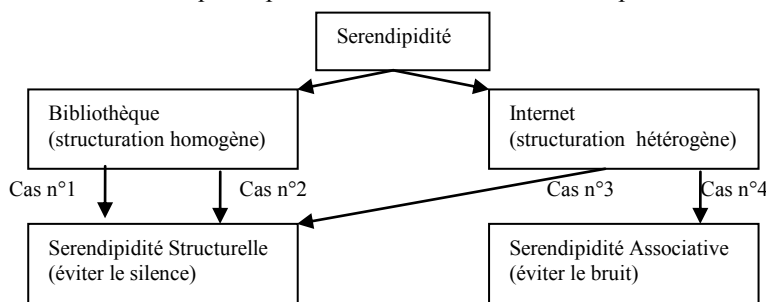 Serendipidité
Bibliothèque
(structuration homogène)
Internet
(structuration hétérogène)
Cas n°1
Cas n°2
Cas n°3
Cas n°4
Serendipidité Structurelle
(éviter le silence)
Serendipidité Associative
(éviter le bruit)